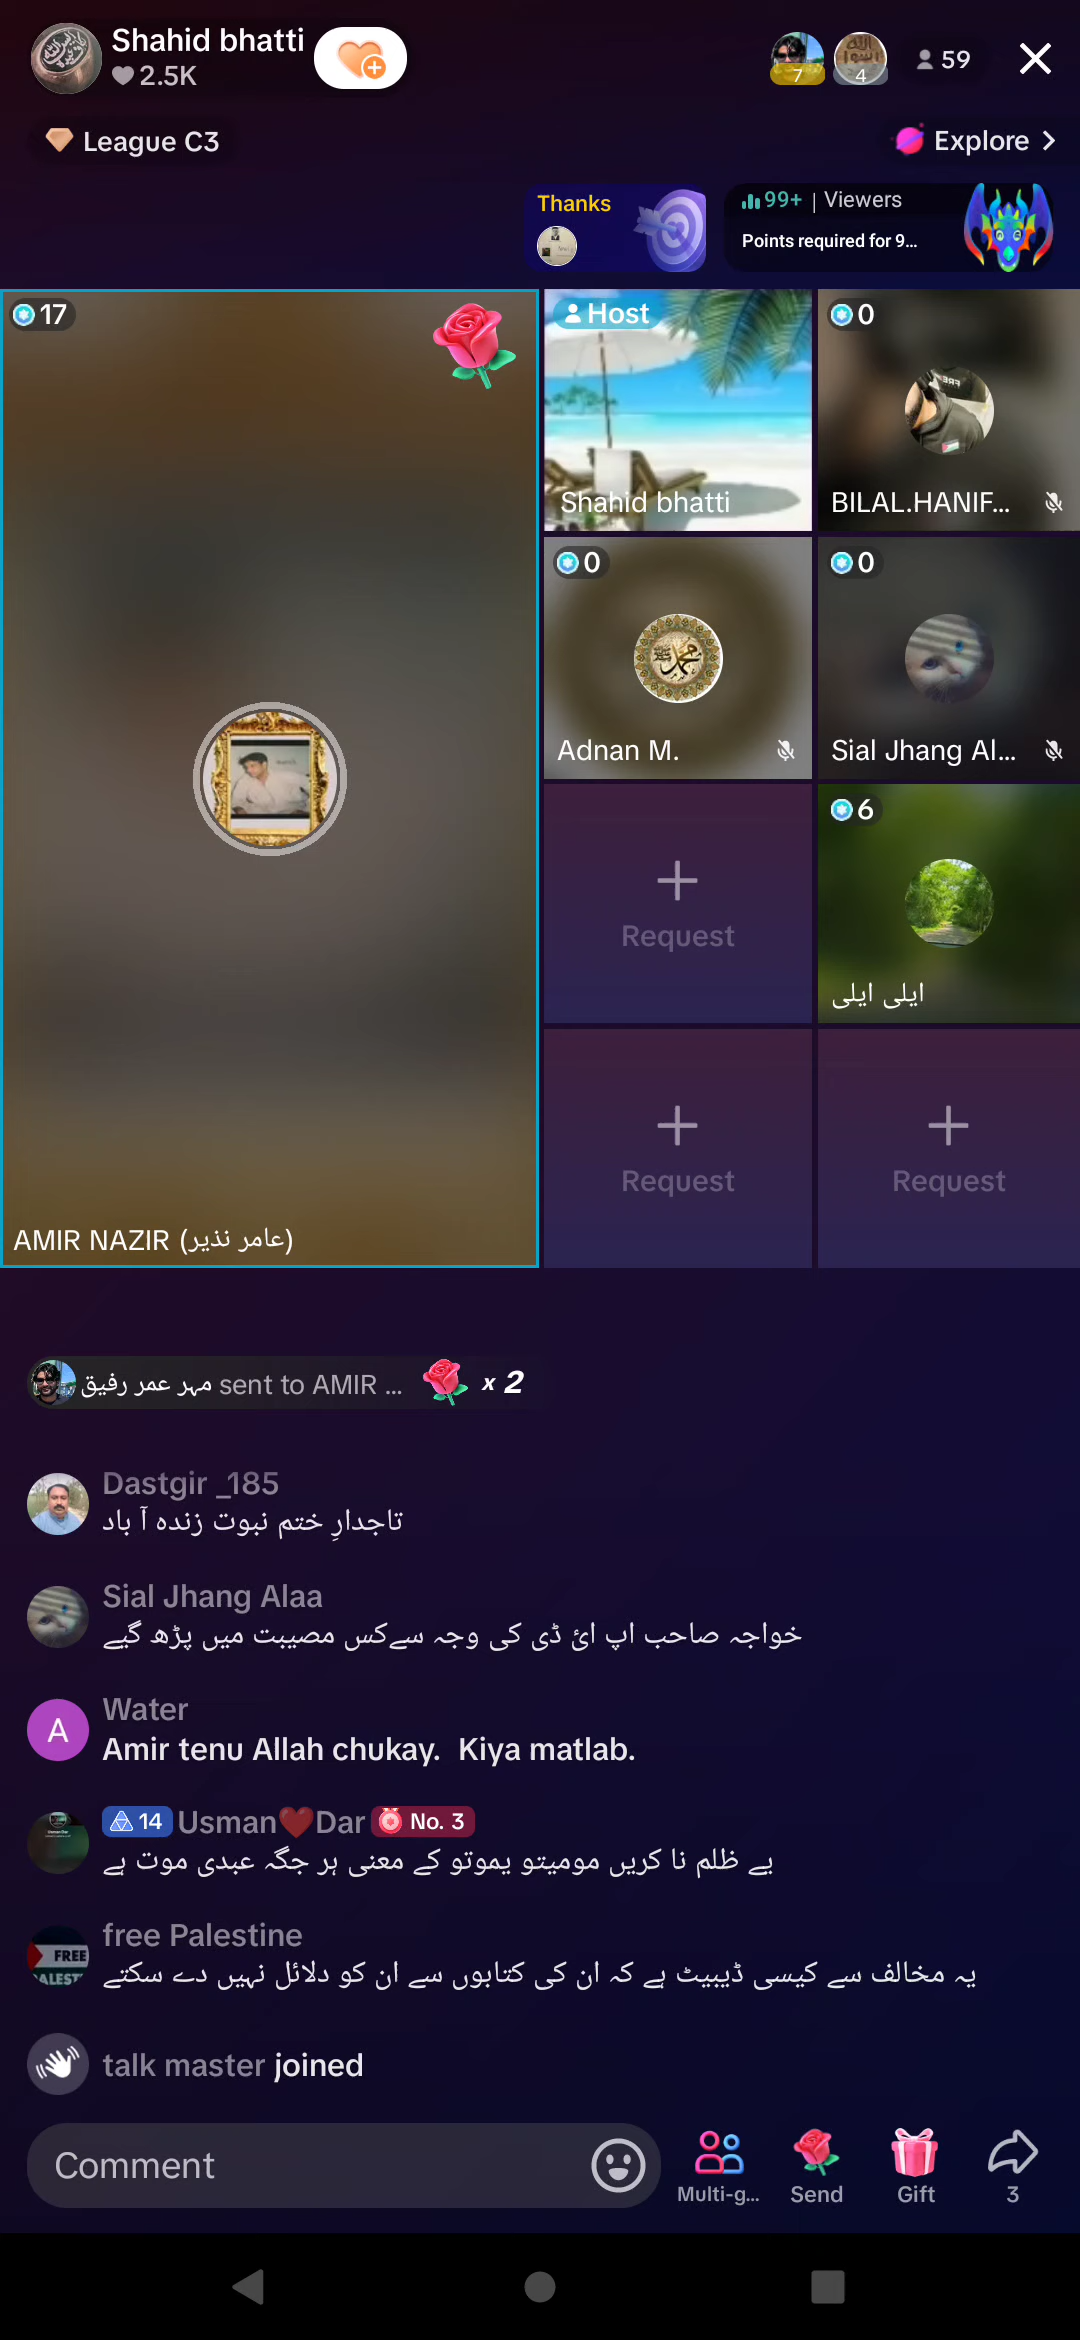 Shahid bhatti
2.5K
7
4
59
League C3
Explore
Thanks
99+ | Viewers
Points required for 9...
17
Host
Shahid bhatti
0
BILAL.HANIF...
0
Adnan M.
0
Sial Jhang Al...
Request
6
ایلی ایلی
Request
Request
AMIR NAZIR (عامر نذیر)
مہر عمر رفیق sent to AMIR ... x 2
Dastgir _185
تاجدارِ ختم نبوت زندہ آ باد
Sial Jhang Alaa
خواجہ صاحب اپ ائ ڈی کی وجہ سےکس مصیبت میں پڑھ گیے
A
Water
Amir tenu Allah chukay. Kiya matlab.
14 Usman❤️Dar No. 3
یے ظلم نا کریں مومیتو یموتو کے معنی ہر جگہ عبدی موت ہے
FREE
free Palestine
یہ مخالف سے کیسی ڈیبیٹ ہے کہ ان کی کتابوں سے ان کو دلائل نہیں دے سکتے
talk master joined
Comment
Multi-g...
Send
Gift
3